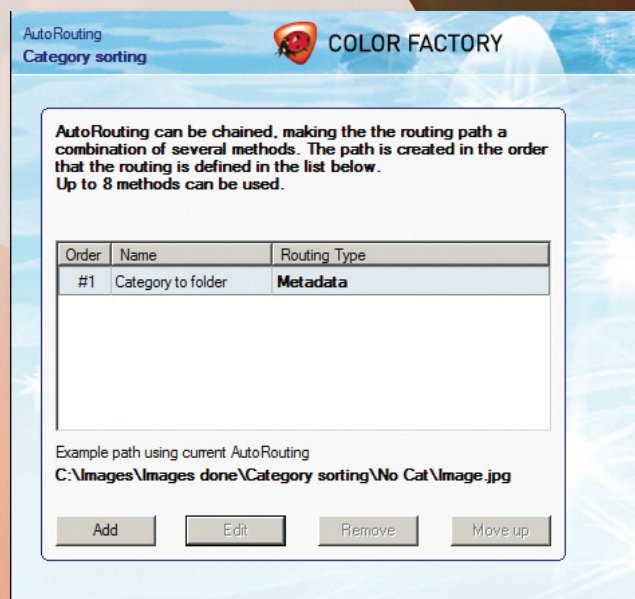 AutoRouting
Category sorting
COLOR FACTORY
AutoRouting can be chained, making the the routing path a
combination of several methods. The path is created in the order
that the routing is defined in the list below.
Up to 8 methods can be used.
Order Name Routing Type
#1 Category to folder Metadata
Example path using current AutoRouting
C:\Images\Images done\Category sorting\No Cat\Image.jpg
Add Edit Remove Move up